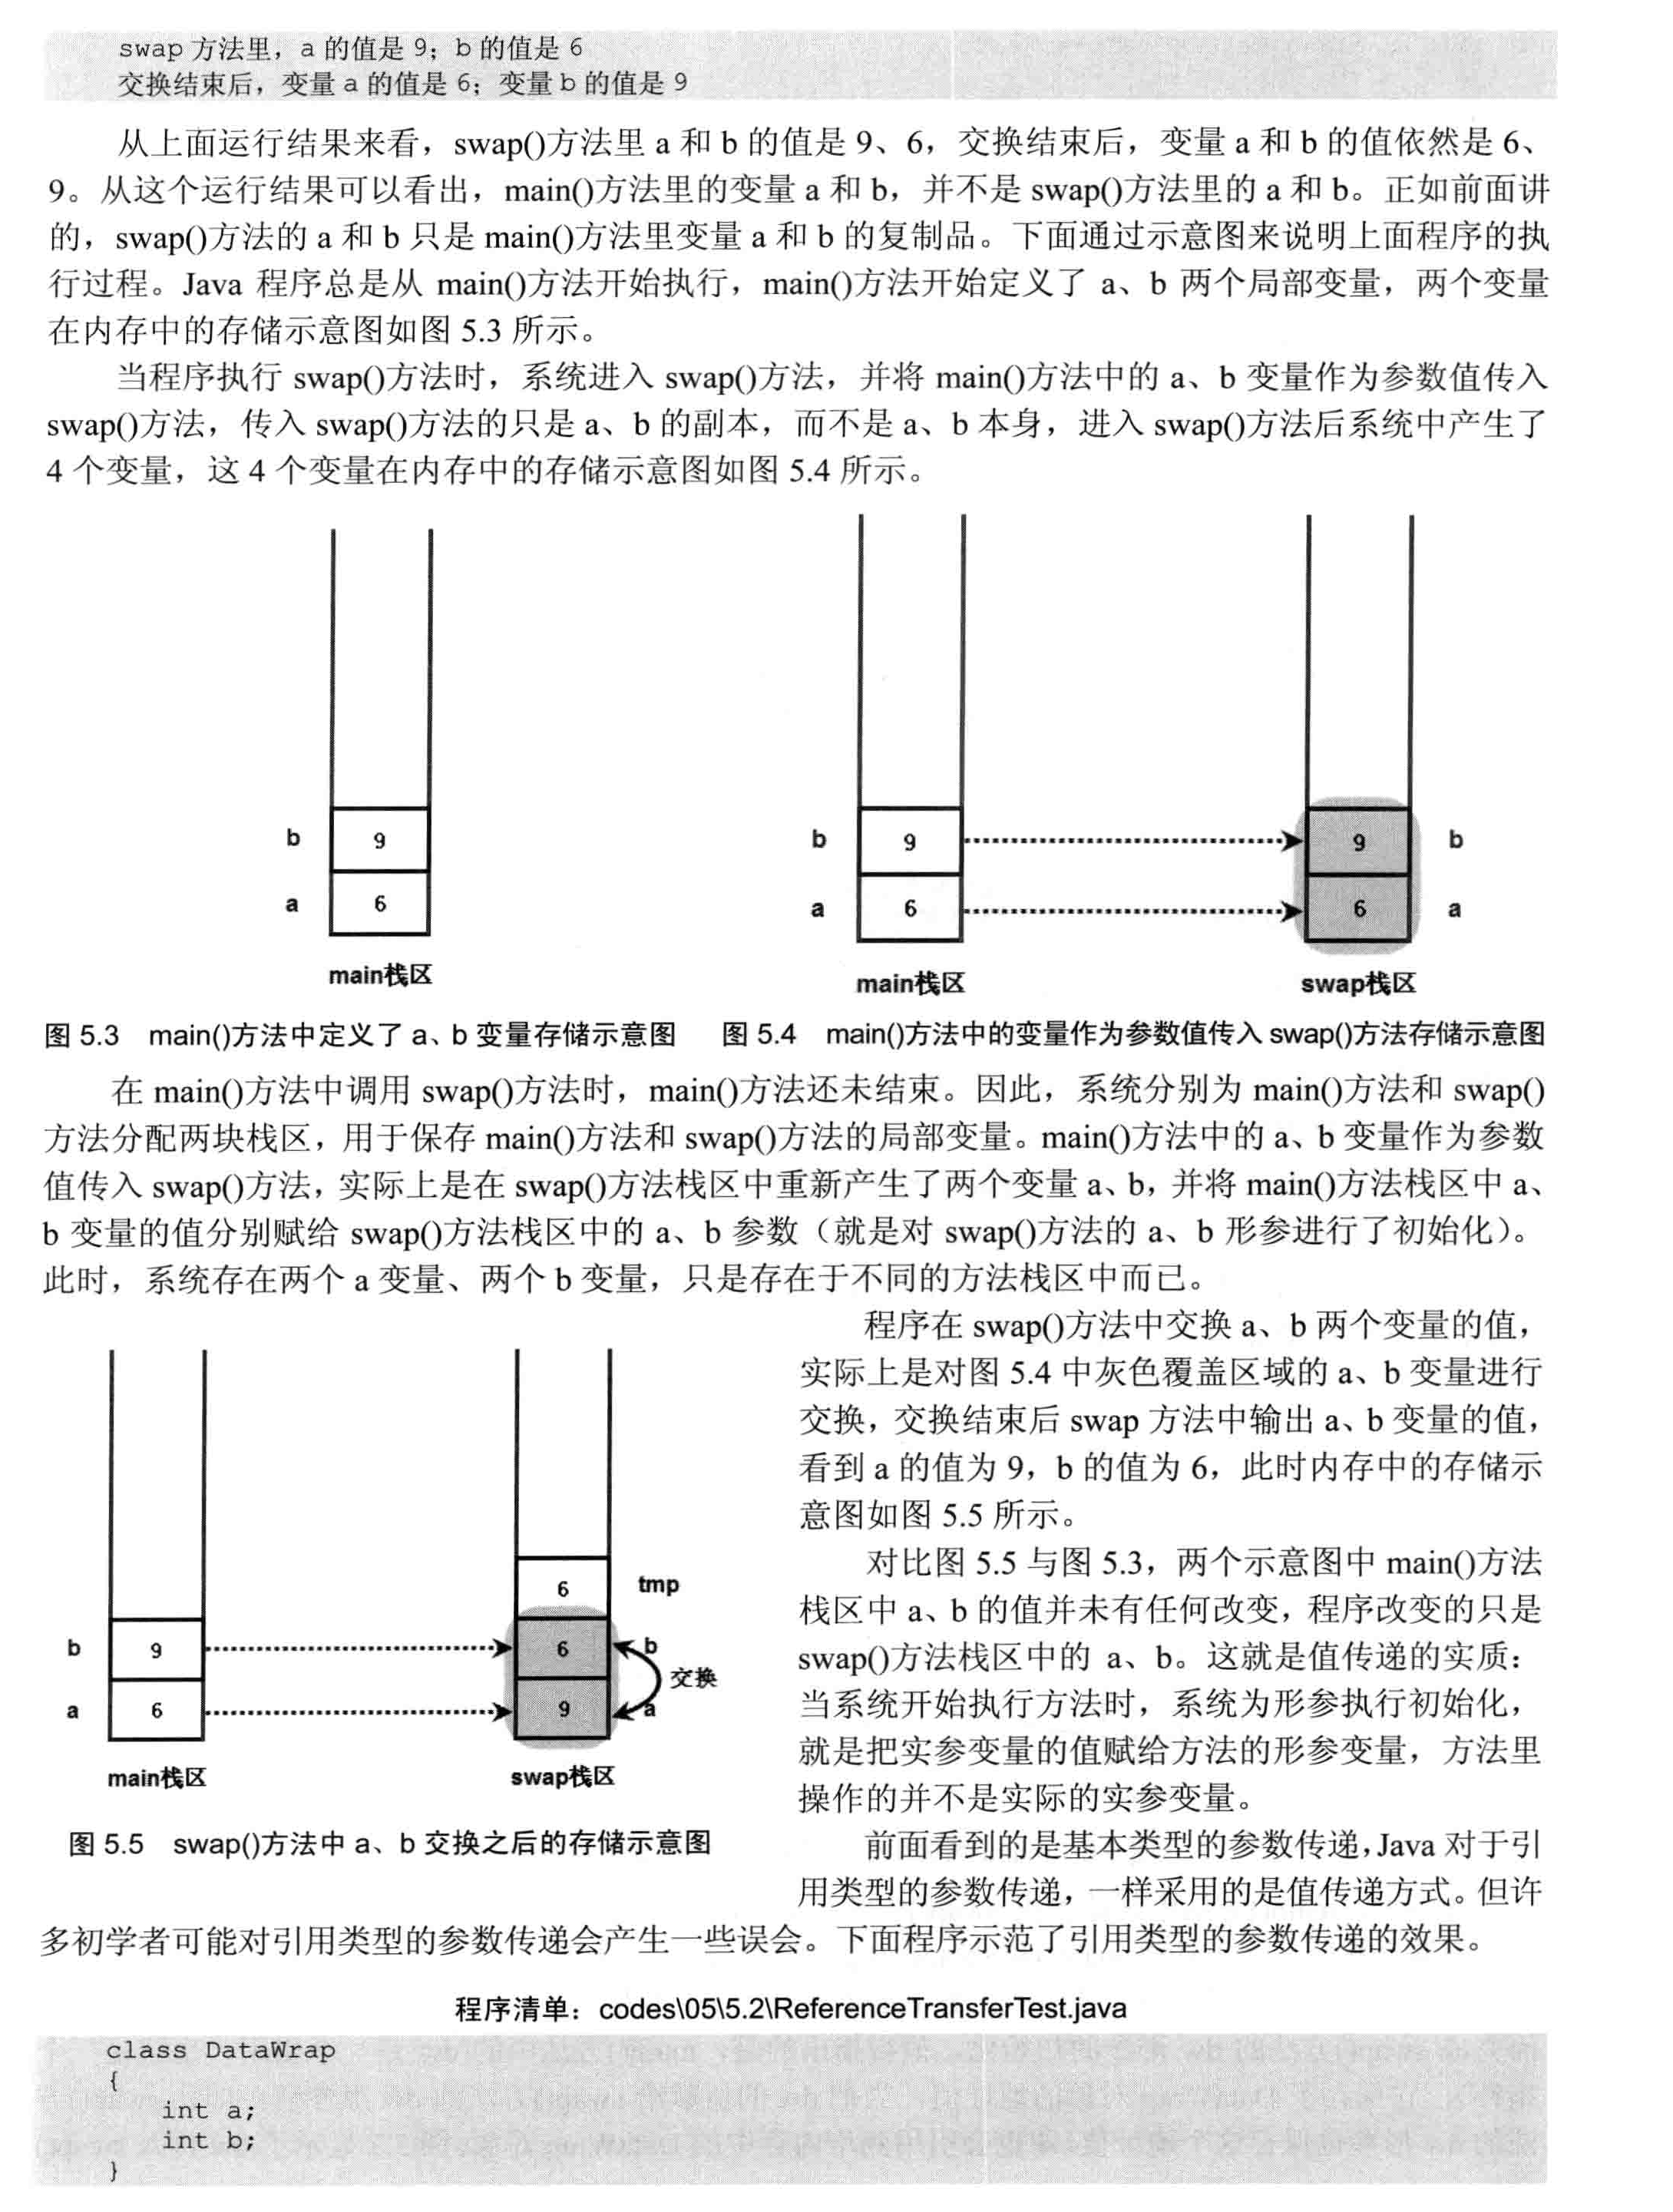 swap 方法里，a 的值是 9；b 的值是 6
交换结束后，变量 a 的值是 6；变量 b 的值是 9
从上面运行结果来看，swap()方法里 a 和 b 的值是 9、6，交换结束后，变量 a 和 b 的值依然是 6、
9。从这个运行结果可以看出，main()方法里的变量 a 和 b，并不是 swap()方法里的 a 和 b。正如前面讲
的，swap()方法的 a 和 b 只是 main()方法里变量 a 和 b 的复制品。下面通过示意图来说明上面程序的执
行过程。Java 程序总是从 main()方法开始执行，main()方法开始定义了 a、b 两个局部变量，两个变量
在内存中的存储示意图如图 5.3 所示。
当程序执行 swap()方法时，系统进入 swap()方法，并将 main()方法中的 a、b 变量作为参数值传入
swap()方法，传入 swap()方法的只是 a、b 的副本，而不是 a、b 本身，进入 swap()方法后系统中产生了
4 个变量，这 4 个变量在内存中的存储示意图如图 5.4 所示。
b 9
a 6
main栈区
b 9 9 b
a 6 6 a
main栈区 swap栈区
图 5.3 main()方法中定义了 a、b 变量存储示意图
图 5.4 main()方法中的变量作为参数值传入 swap()方法存储示意图
在 main()方法中调用 swap()方法时，main()方法还未结束。因此，系统分别为 main()方法和 swap()
方法分配两块栈区，用于保存 main()方法和 swap()方法的局部变量。main()方法中的 a、b 变量作为参数
值传入 swap()方法，实际上是在 swap()方法栈区中重新产生了两个变量 a、b，并将 main()方法栈区中 a、
b 变量的值分别赋给 swap()方法栈区中的 a、b 参数（就是对 swap()方法的 a、b 形参进行了初始化）。
此时，系统存在两个 a 变量、两个 b 变量，只是存在于不同的方法栈区中而已。
程序在 swap()方法中交换 a、b 两个变量的值，
实际上是对图 5.4 中灰色覆盖区域的 a、b 变量进行
交换，交换结束后 swap 方法中输出 a、b 变量的值，
看到 a 的值为 9，b 的值为 6，此时内存中的存储示
意图如图 5.5 所示。
对比图 5.5 与图 5.3，两个示意图中 main()方法
栈区中 a、b 的值并未有任何改变，程序改变的只是
swap()方法栈区中的 a、b。这就是值传递的实质：
当系统开始执行方法时，系统为形参执行初始化，
就是把实参变量的值赋给方法的形参变量，方法里
操作的并不是实际的实参变量。
6 tmp
b 9 6 b
交换
a 6 9 a
main栈区 swap栈区
图 5.5 swap()方法中 a、b 交换之后的存储示意图
前面看到的是基本类型的参数传递，Java 对于引
用类型的参数传递，一样采用的是值传递方式。但许
多初学者可能对引用类型的参数传递会产生一些误会。下面程序示范了引用类型的参数传递的效果。
程序清单：codes\05\5.2\ReferenceTransferTest.java
class DataWrap
{
int a;
int b;
}